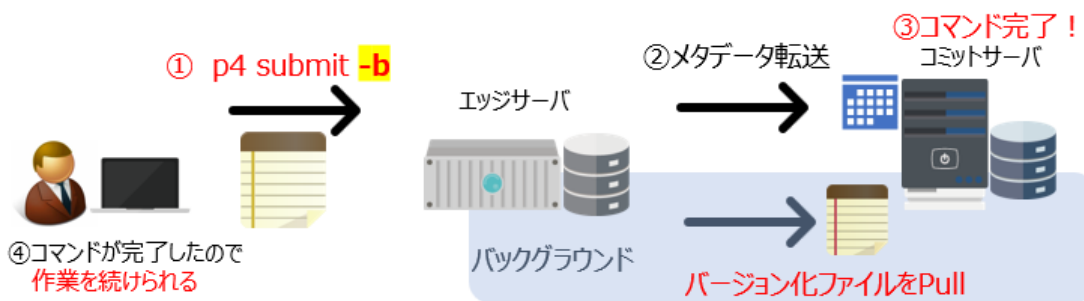 ① p4 submit -b
エッジサーバ
②メタデータ転送
③コマンド完了！
コミットサーバ
④コマンドが完了したので
作業を続けられる
バックグラウンド
バージョン化ファイルをPull